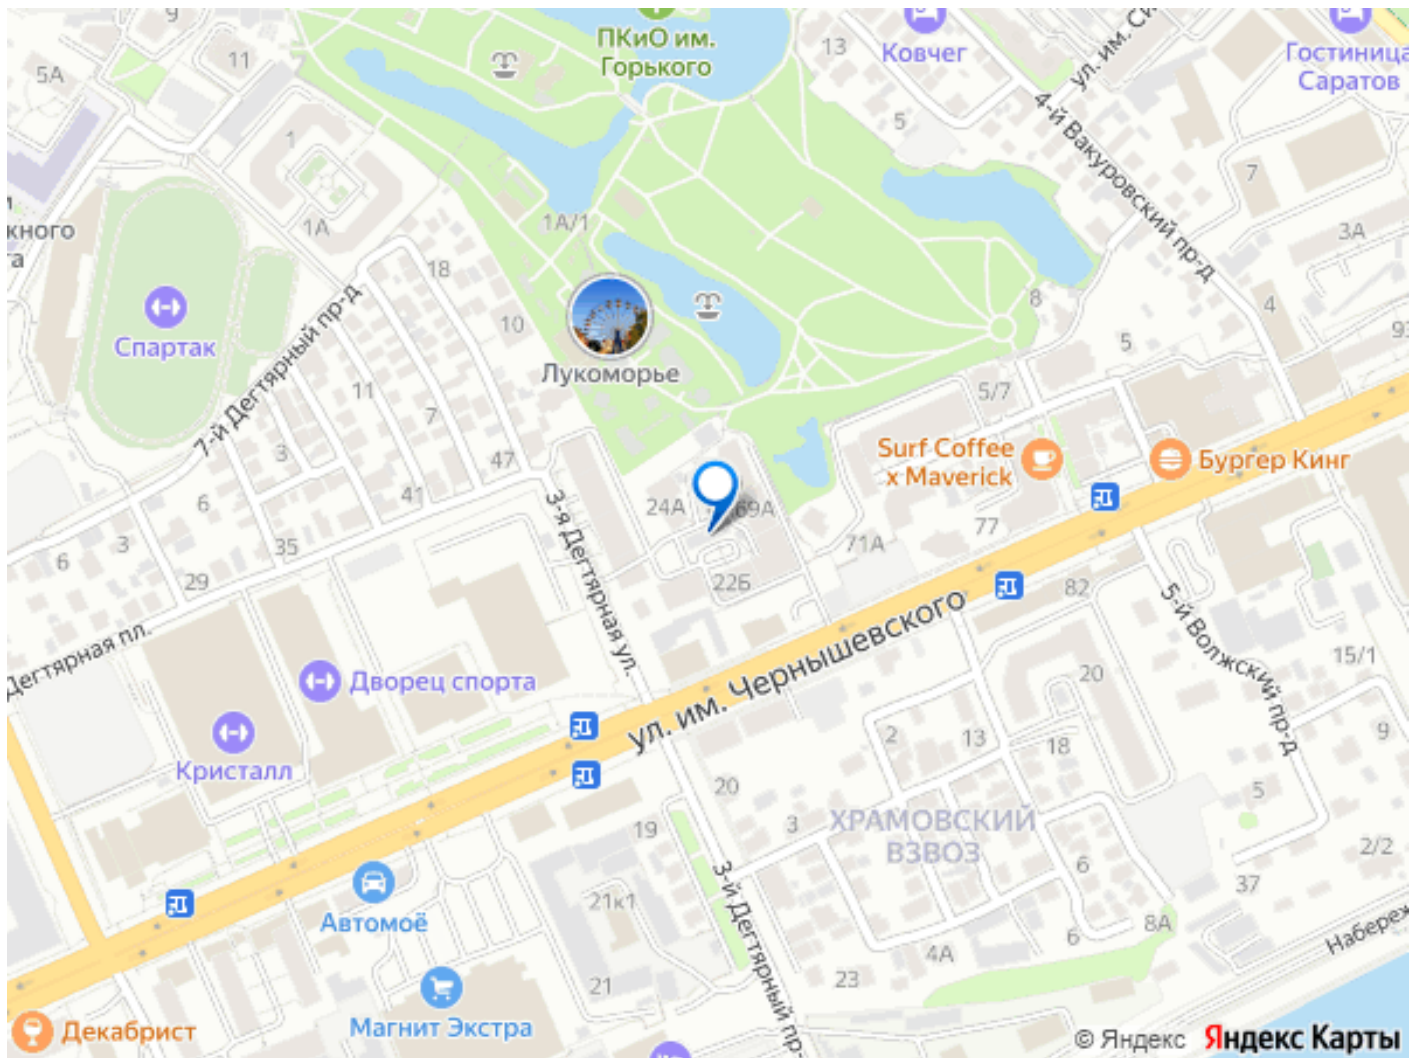 9
11
5А
1
1А
ПКиО им.
Горького
13
Ковчег
ул. им. Си
Гостиница
Саратов
4-й Вакуровский пр-д
5
7
3А
жного
та
1А/1
18
Спартак
7-й Дегтярный пр-д
10
Лукоморье
8
4
93
5
11
7
3
5/7
47
41
Surf Coffee
x Maverick
Бургер Кинг
6
3
6
35
29
3-я Дегтярная ул.
24А
69А
22Б
77
71А
82
Дегтярная пл.
Дворец спорта
Кристалл
ул. им. Чернышевского
5-й Волжский пр-д
15/1
20
9
2
13
18
20
5
19
3
ХРАМОВСКИЙ
ВЗВОЗ
6
2/2
37
Автомоё
21к1
3-й Дегтярный пр-
8А
6
4А
23
Набереж
21
Магнит Экстра
Декабрист
© Яндекс Яндекс Карты